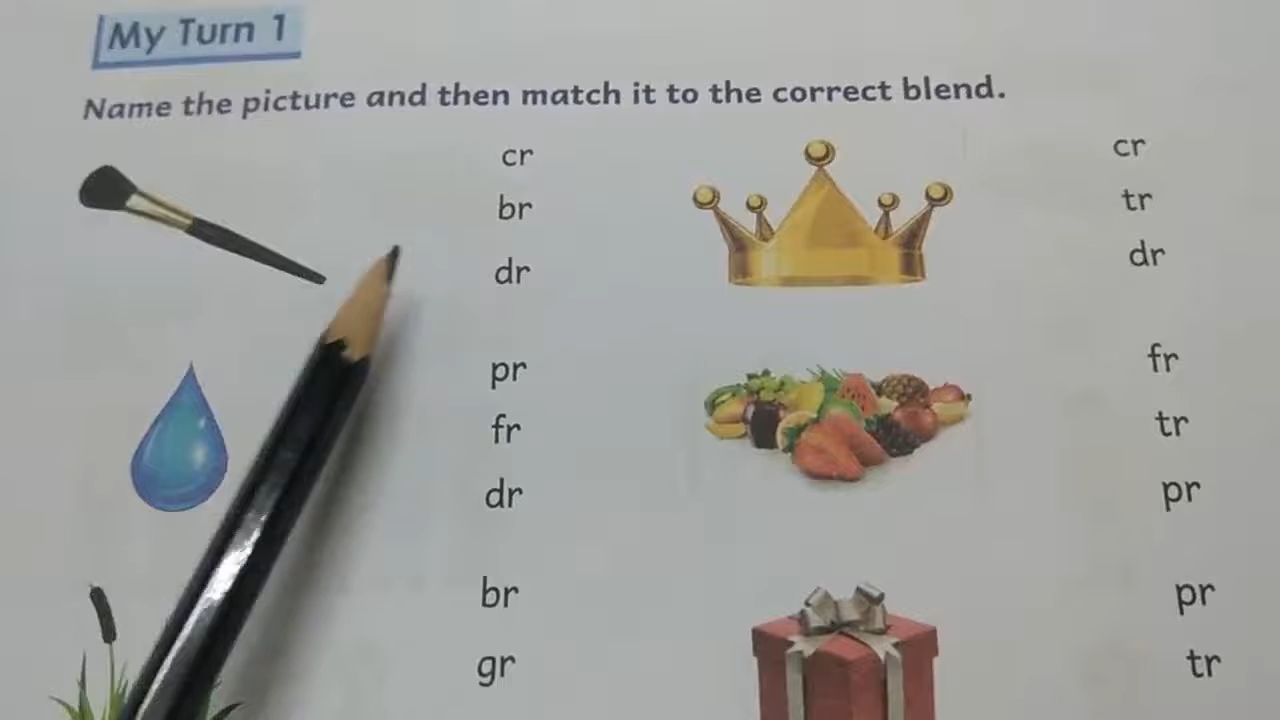 My Turn 1
Name the picture and then match it to the correct blend.
cr
br
dr
cr
tr
dr
pr
fr
dr
fr
tr
pr
br
gr
pr
tr